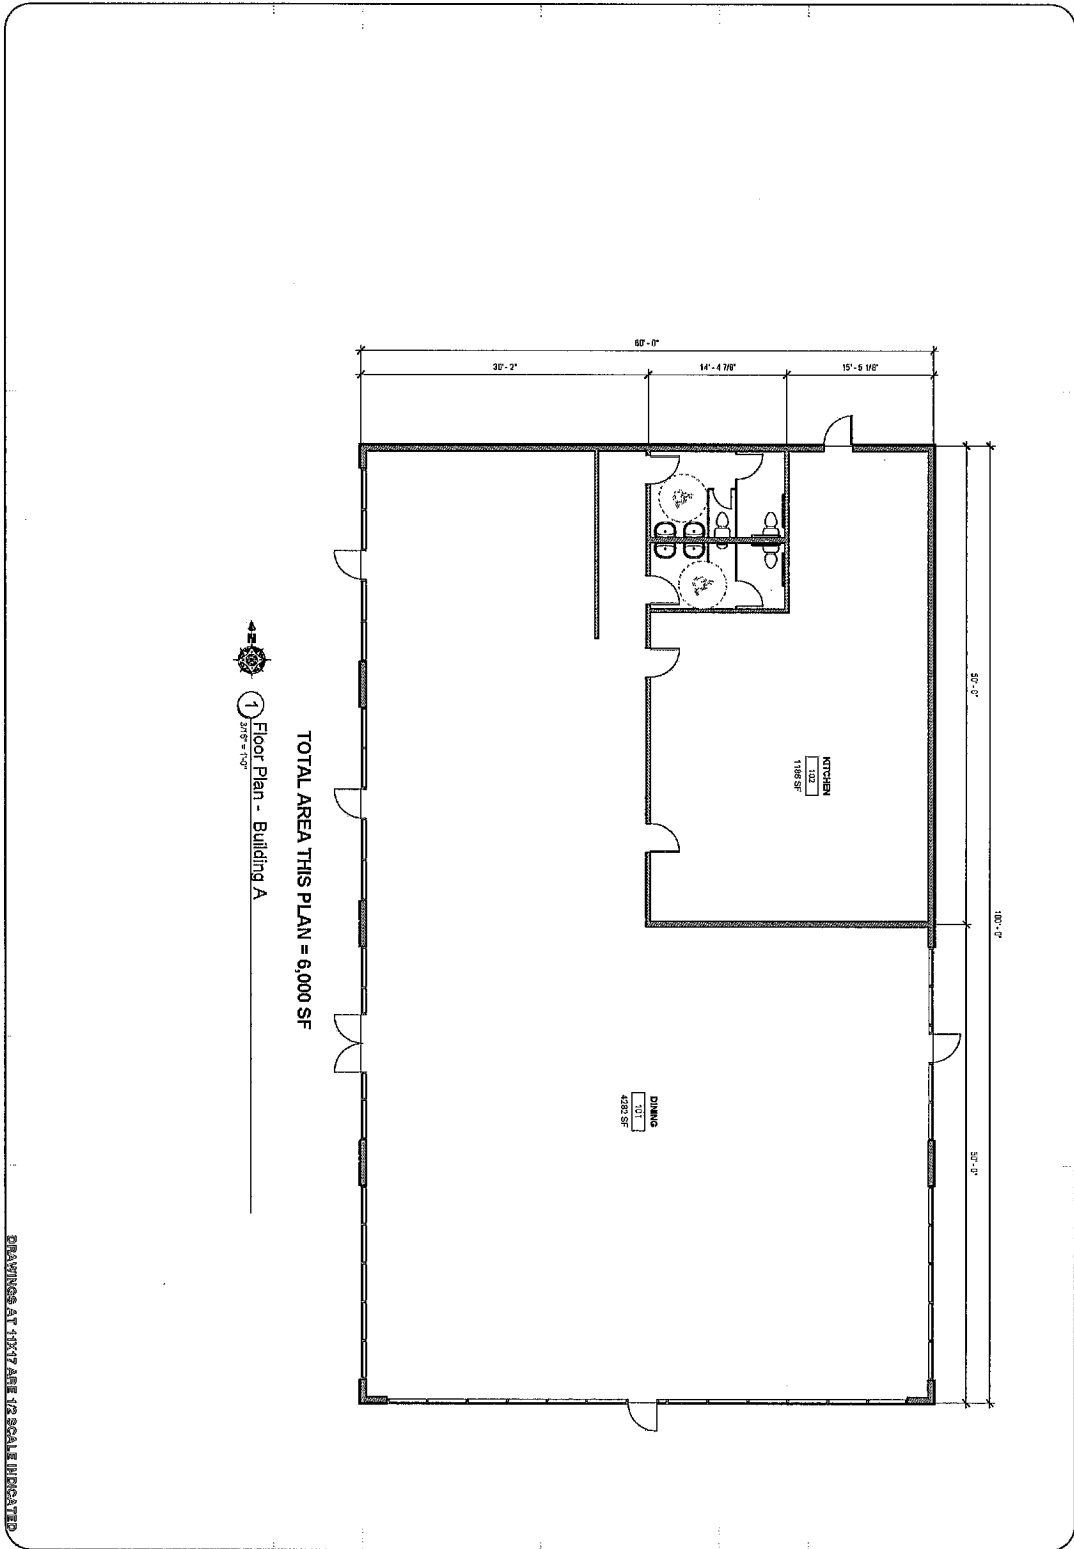 100'-0"
50'-0"
50'-0"
60'-0"
15'-5 1/8"
14'-4 7/8"
30'-2"
KITCHEN
102
1186 SF
DINING
101
4282 SF
TOTAL AREA THIS PLAN = 6,000 SF
N
1
Floor Plan - Building A
3/16" = 1'-0"
DRAWINGS AT 11X17 ARE 1/2 SCALE INDICATED